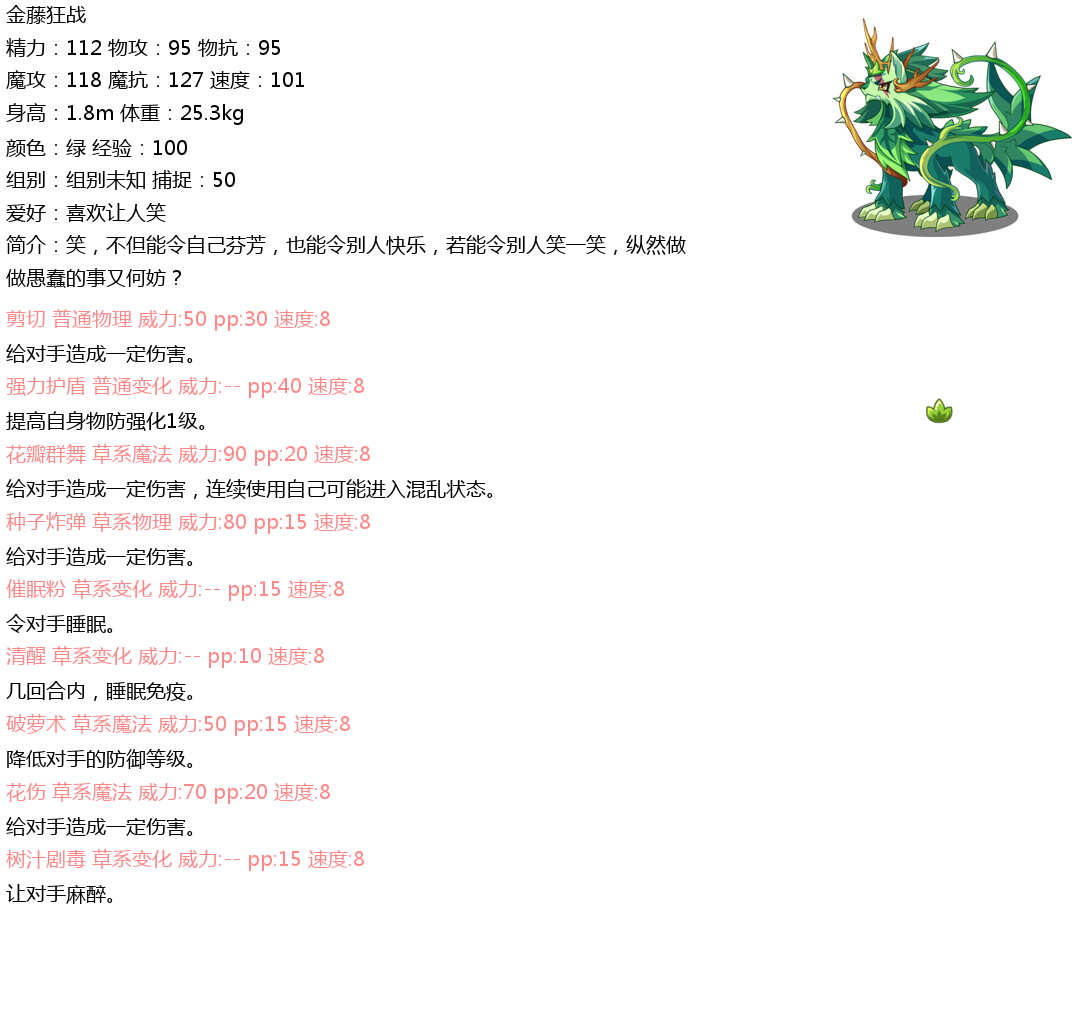 金藤狂战
精力：112 物攻：95 物抗：95
魔攻：118 魔抗：127 速度：101
身高：1.8m 体重：25.3kg
颜色：绿 经验：100
组别：组别未知 捕捉：50
爱好：喜欢让人笑
简介：笑，不但能令自己芬芳，也能令别人快乐，若能令别人笑一笑，纵然做
做愚蠢的事又何妨？
剪切 普通物理 威力:50 pp:30 速度:8
给对手造成一定伤害。
强力护盾 普通变化 威力:-- pp:40 速度:8
提高自身物防强化1级。
花瓣群舞 草系魔法 威力:90 pp:20 速度:8
给对手造成一定伤害，连续使用自己可能进入混乱状态。
种子炸弹 草系物理 威力:80 pp:15 速度:8
给对手造成一定伤害。
催眠粉 草系变化 威力:-- pp:15 速度:8
令对手睡眠。
清醒 草系变化 威力:-- pp:10 速度:8
几回合内，睡眠免疫。
破萝术 草系魔法 威力:50 pp:15 速度:8
降低对手的防御等级。
花伤 草系魔法 威力:70 pp:20 速度:8
给对手造成一定伤害。
树汁剧毒 草系变化 威力:-- pp:15 速度:8
让对手麻醉。